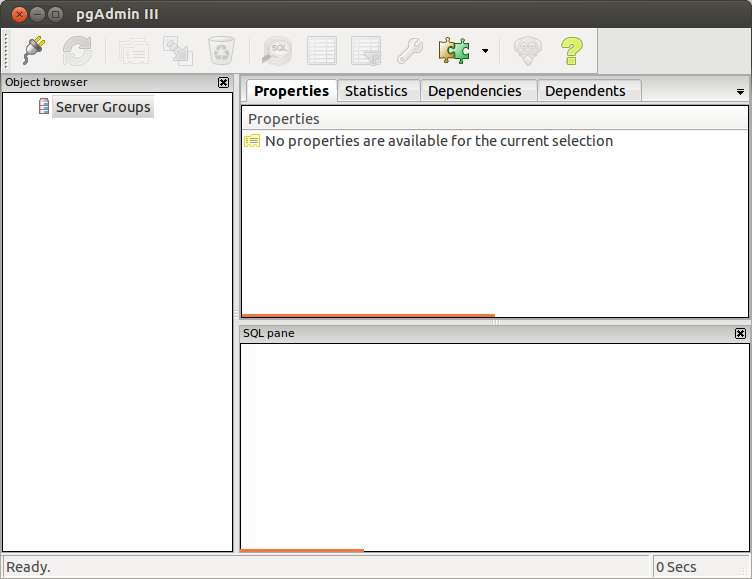 pgAdmin III
SQL
Object browser
Server Groups
Properties
Statistics
Dependencies
Dependents
Properties
No properties are available for the current selection
SQL pane
Ready.
0 Secs